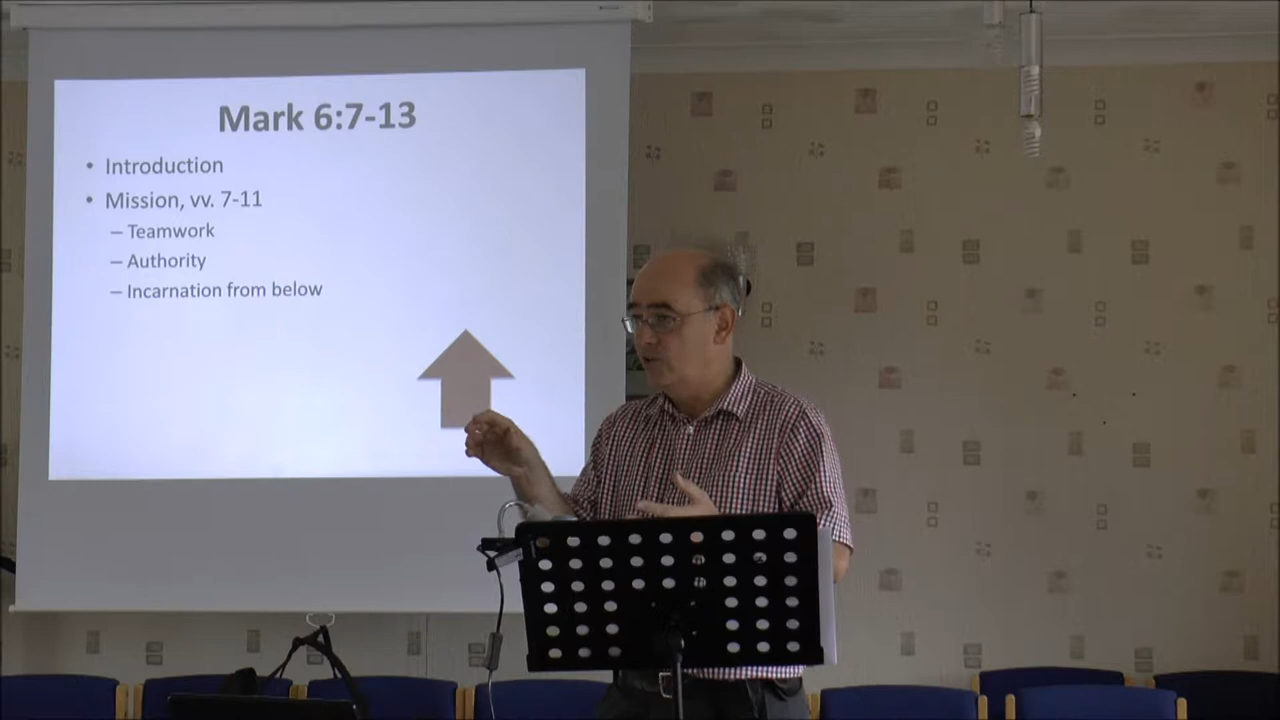 Mark 6:7-13
• Introduction
• Mission, vv. 7-11
– Teamwork
– Authority
– Incarnation from below